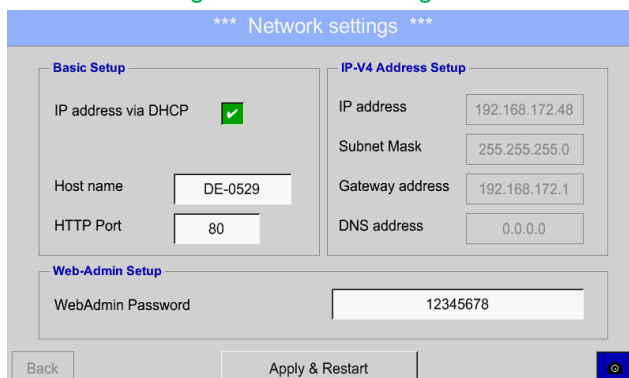 *** Network settings ***
Basic Setup
IP address via DHCP
Host name DE-0529
HTTP Port 80
IP-V4 Address Setup
IP address 192.168.172.48
Subnet Mask 255.255.255.0
Gateway address 192.168.172.1
DNS address 0.0.0.0
Web-Admin Setup
WebAdmin Password 12345678
Back Apply & Restart